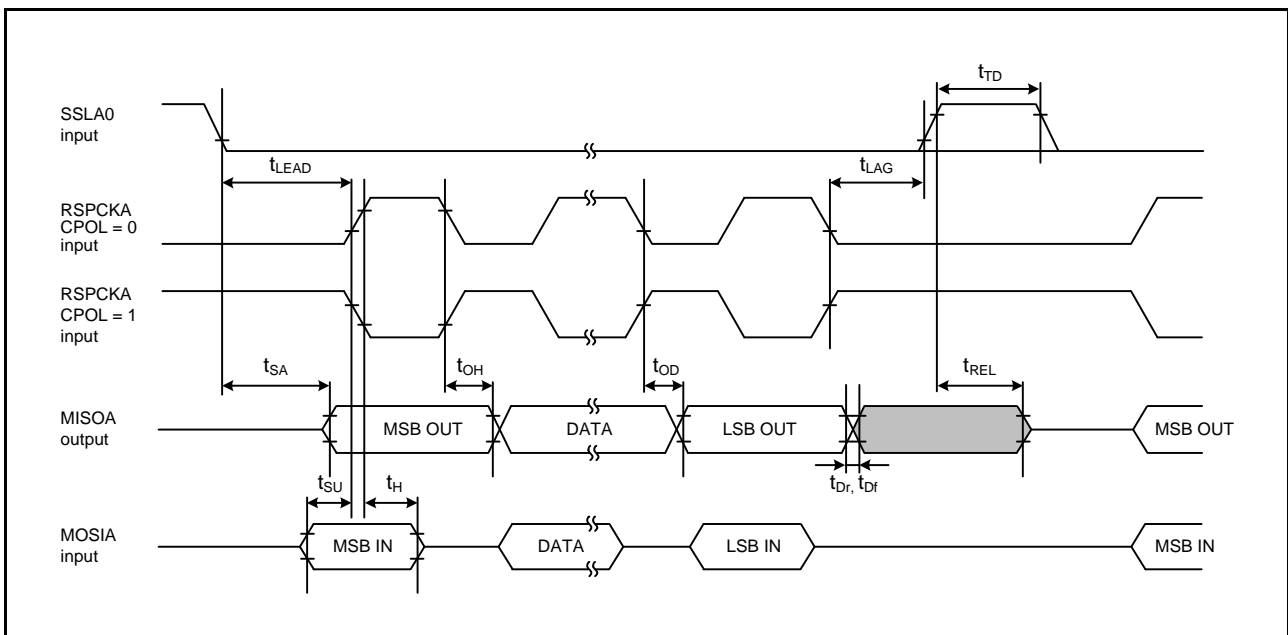 tTD
SSLA0
input
tLEAD
tLAG
RSPCKA
CPOL = 0
input
RSPCKA
CPOL = 1
input
tSA
tOH
tOD
tREL
MISOA
output
MSB OUT
DATA
LSB OUT
MSB OUT
tSU
tH
tDr, tDf
MOSIA
input
MSB IN
DATA
LSB IN
MSB IN